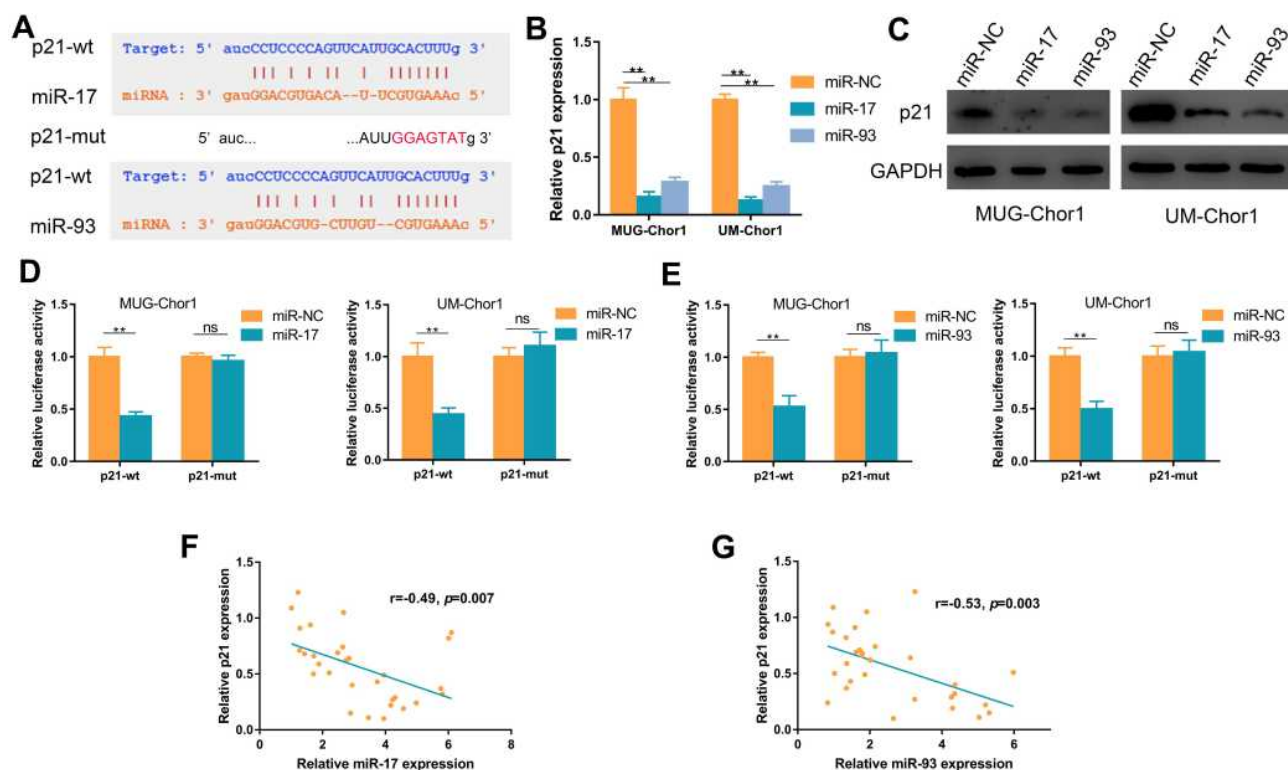 A
p21-wt
Target: 5' aucCCUCCCCAGUUCAUUGCACUUUg 3'
miR-17
miRNA : 3' gauGGACGUGACA--U-UCGUGAAAc 5'
p21-mut
5' auc... ...AUUGGAGTATg 3'
p21-wt
Target: 5' aucCCUCCCCAGUUCAUUGCACUUUg 3'
miR-93
miRNA : 3' gauGGACGUG-CUUGU--CGUGAAAc 5'
B
Relative p21 expression
1.5
1.0
0.5
0.0
** ** ** **
MUG-Chor1 UM-Chor1
miR-NC
miR-17
miR-93
C
miR-NC miR-17 miR-93 miR-NC miR-17 miR-93
p21
GAPDH
MUG-Chor1 UM-Chor1
D
MUG-Chor1
Relative luciferase activity
1.5
1.0
0.5
0.0
** ns
miR-NC
miR-17
p21-wt p21-mut
UM-Chor1
Relative luciferase activity
1.5
1.0
0.5
0.0
** ns
miR-NC
miR-17
p21-wt p21-mut
E
MUG-Chor1
Relative luciferase activity
1.5
1.0
0.5
0.0
** ns
miR-NC
miR-93
p21-wt p21-mut
UM-Chor1
Relative luciferase activity
1.5
1.0
0.5
0.0
** ns
miR-NC
miR-93
p21-wt p21-mut
F
Relative p21 expression
1.5
1.0
0.5
0.0
r=-0.49, p=0.007
0 2 4 6 8
Relative miR-17 expression
G
Relative p21 expression
1.5
1.0
0.5
0.0
r=-0.53, p=0.003
0 2 4 6
Relative miR-93 expression